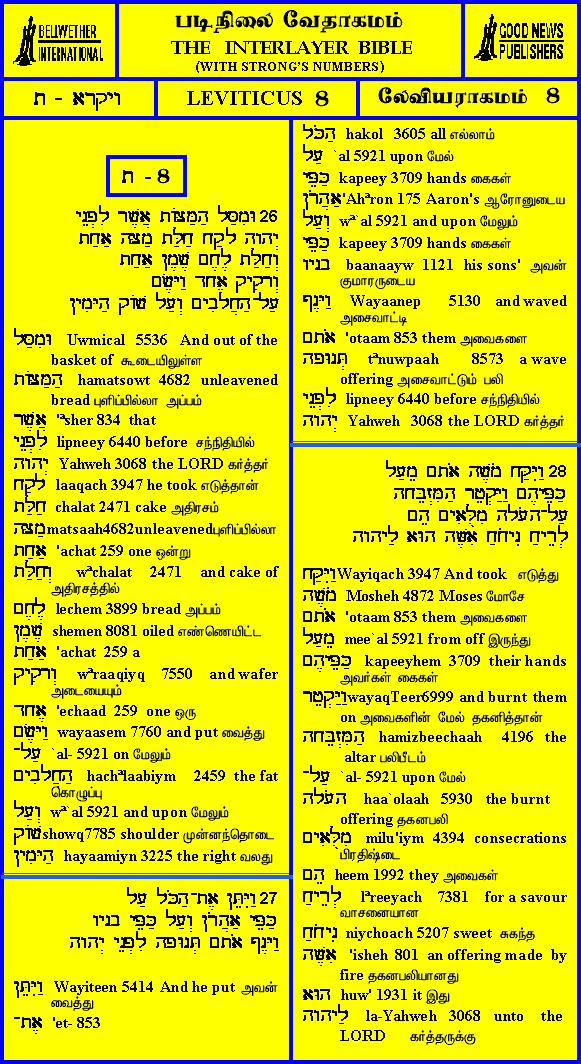 BELLWETHER
INTERNATIONAL
படிநிலை வேதாகமம்
THE INTERLAYER BIBLE
(WITH STRONG'S NUMBERS)
GOOD NEWS
PUBLISHERS
ויקרא - ח
LEVITICUS 8
லேவியராகமம் 8
ח - 8
26 וּמִסַּל הַמַּצּוֹת אֲשֶׁר לִפְנֵי
יְהוָה לָקַח חַלַּת מַצָּה אַחַת
וְחַלַּת לֶחֶם שֶׁמֶן אַחַת
וְרָקִיק אֶחָד וַיָּשֶׂם
עַל־הַחֲלָבִים וְעַל שׁוֹק הַיָּמִין
וּמִסַּל Uwmical 5536 And out of the
basket of கூடையிலுள்ள
הַמַּצּוֹת hamatsowt 4682 unleavened
bread புளிப்பில்லா அப்பம்
אֲשֶׁר 'ªsher 834 that
לִפְנֵי lipneey 6440 before சந்நிதியில்
יְהוָה Yahweh 3068 the LORD கர்த்தர்
לָקַח laaqach 3947 he took எடுத்தான்
חַלַּת chalat 2471 cake அதிரசம்
מַצָּה matsaah4682unleavenedபுளிப்பில்லா
אַחַת 'achat 259 one ஒன்று
וְחַלַּת wªchalat 2471 and cake of
அதிரசத்தில்
לֶחֶם lechem 3899 bread அப்பம்
שֶׁמֶן shemen 8081 oiled எண்ணெயிட்ட
אַחַת 'achat 259 a
וְרָקִיק wªraaqiyq 7550 and wafer
அடையையும்
אֶחָד 'echaad 259 one ஒரு
וַיָּשֶׂם wayaasem 7760 and put வைத்து
עַל־ `al- 5921 on மேலும்
הַחֲלָבִים hachªlaabiym 2459 the fat
கொழுப்பு
וְעַל wª`al 5921 and upon மேலும்
שׁוֹק showq7785 shoulder முன்னந்தொடை
הַיָּמִין hayaamiyn 3225 the right வலது
27 וַיִּתֵּן אֶת־הַכֹּל עַל
כַּפֵּי אַהֲרֹן וְעַל כַּפֵּי בָנָיו
וַיָּנֶף אֹתָם תְּנוּפָה לִפְנֵי יְהוָה
וַיִּתֵּן Wayiteen 5414 And he put அவன்
வைத்து
אֶת־ 'et- 853
הַכֹּל hakol 3605 all எல்லாம்
עַל `al 5921 upon மேல்
כַּפֵּי kapeey 3709 hands கைகள்
אַהֲרֹן 'Ahªron 175 Aaron's ஆரோனுடைய
וְעַל wª`al 5921 and upon மேலும்
כַּפֵּי kapeey 3709 hands கைகள்
בָנָיו baanaayw 1121 his sons' அவன்
குமாரருடைய
וַיָּנֶף Wayaanep 5130 and waved
அசைவாட்டி
אֹתָם 'otaam 853 them அவைகளை
תְּנוּפָה tªnuwpaah 8573 a wave
offering அசைவாட்டும் பலி
לִפְנֵי lipneey 6440 before சந்நிதியில்
יְהוָה Yahweh 3068 the LORD கர்த்தர்
28 וַיִּקַּח מֹשֶׁה אֹתָם מֵעַל
כַּפֵּיהֶם וַיַּקְטֵר הַמִּזְבֵּחָה
עַל־הָעֹלָה מִלֻּאִים הֵם
לְרֵיחַ נִיחֹחַ אִשֶּׁה הוּא לַיהוָה
וַיִּקַּח Wayiqach 3947 And took எடுத்து
מֹשֶׁה Mosheh 4872 Moses மோசே
אֹתָם 'otaam 853 them அவைகளை
מֵעַל mee`al 5921 from off இருந்து
כַּפֵּיהֶם kapeeyhem 3709 their hands
அவர்கள் கைகள்
וַיַּקְטֵר wayaqTeer6999 and burnt them
on அவைகளின் மேல் தகனித்தான்
הַמִּזְבֵּחָה hamizbeechaah 4196 the
altar பலிபீடம்
עַל־ `al- 5921 upon மேல்
הָעֹלָה haa`olaah 5930 the burnt
offering தகனபலி
מִלֻּאִים milu'iym 4394 consecrations
பிரதிஷ்டை
הֵם heem 1992 they அவைகள்
לְרֵיחַ lªreeyach 7381 for a savour
வாசனையான
נִיחֹחַ niychoach 5207 sweet சுகந்த
אִשֶּׁה 'isheh 801 an offering made by
fire தகனபலியானது
הוּא huw' 1931 it இது
לַיהוָה la-Yahweh 3068 unto the
LORD கர்த்தருக்கு